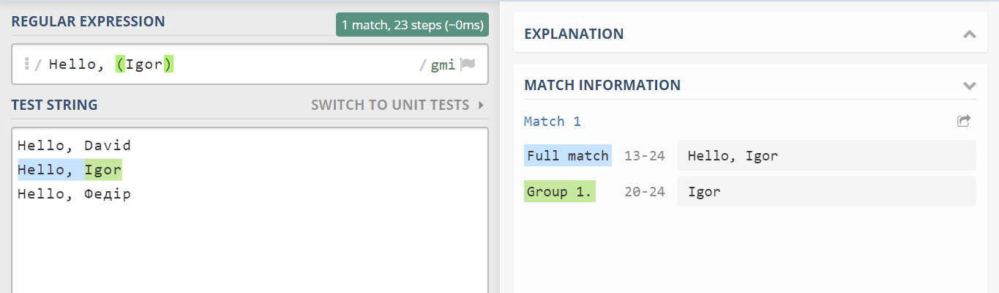 REGULAR EXPRESSION
1 match, 23 steps (~0ms)
/ Hello, (Igor) / gmi
TEST STRING
SWITCH TO UNIT TESTS
Hello, David
Hello, Igor
Hello, Федір
EXPLANATION
MATCH INFORMATION
Match 1
Full match 13-24 Hello, Igor
Group 1. 20-24 Igor